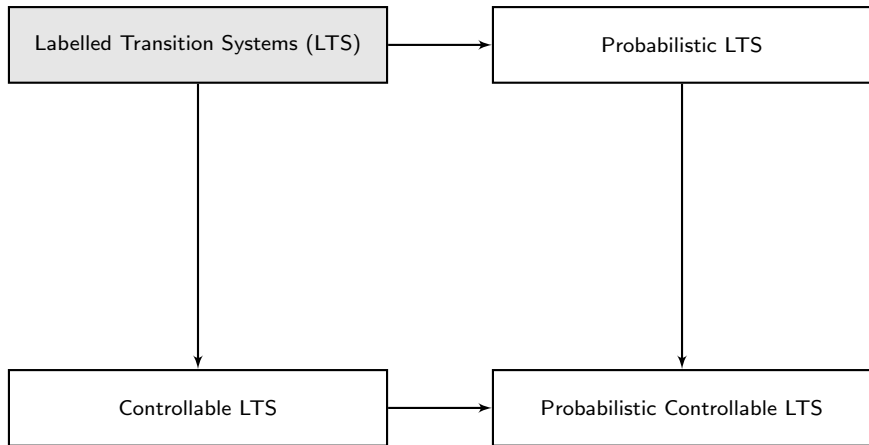 Labelled Transition Systems (LTS)
Probabilistic LTS
Controllable LTS
Probabilistic Controllable LTS